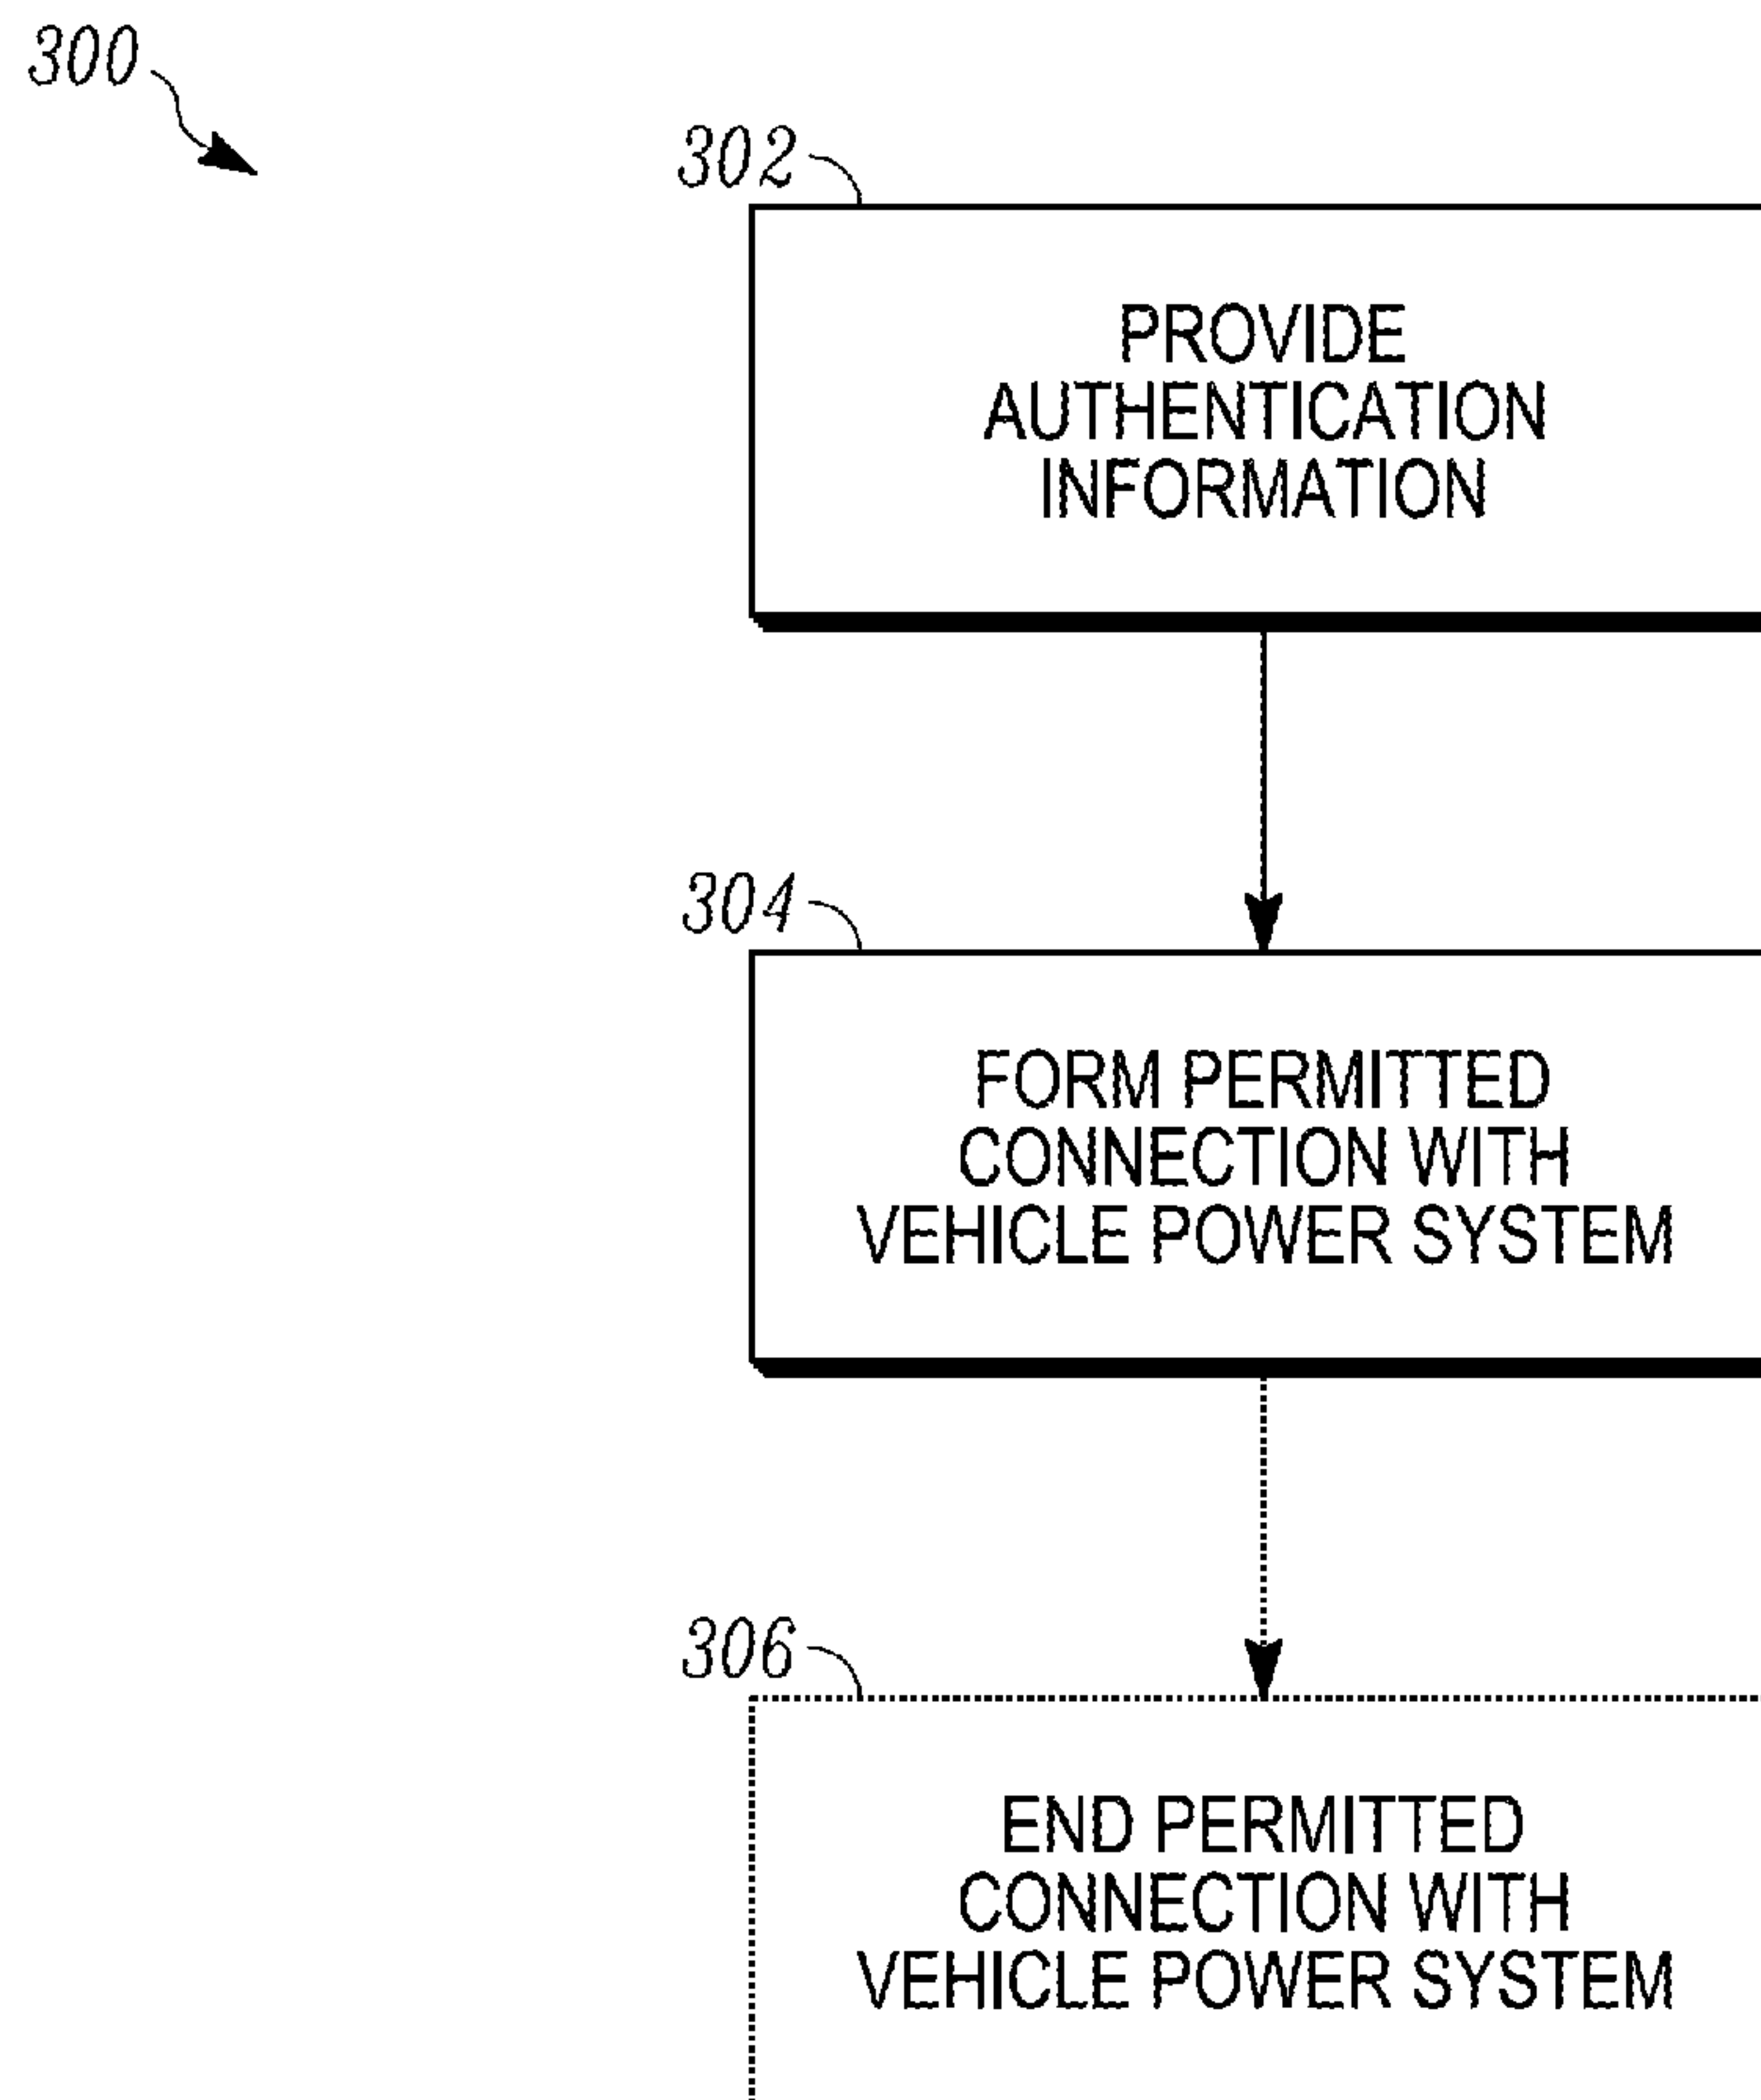 300
302
PROVIDE
AUTHENTICATION
INFORMATION
304
FORM PERMITTED
CONNECTION WITH
VEHICLE POWER SYSTEM
306
END PERMITTED
CONNECTION WITH
VEHICLE POWER SYSTEM